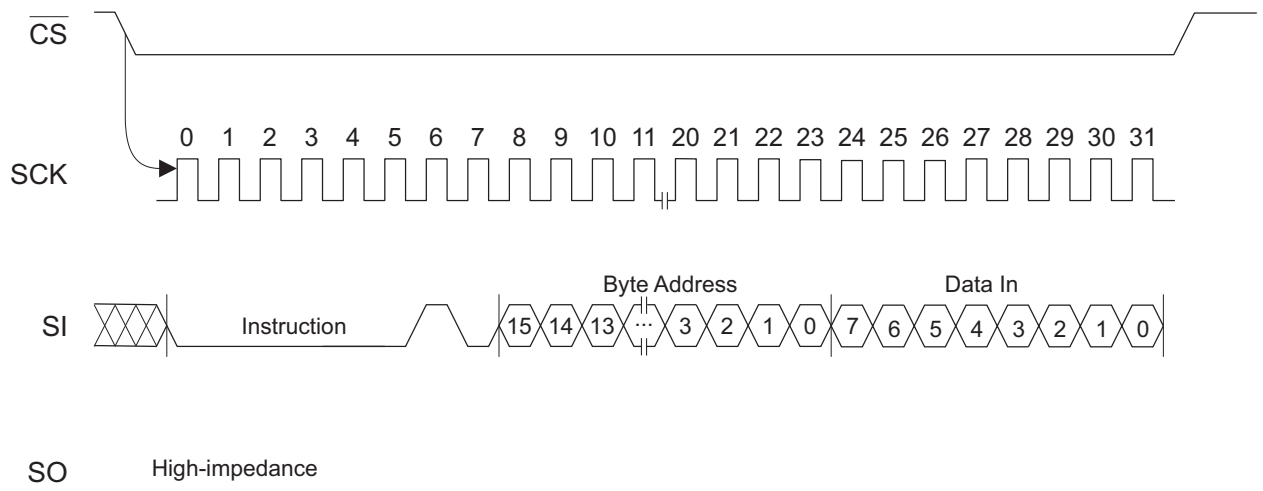 CS
0 1 2 3 4 5 6 7 8 9 10 11 20 21 22 23 24 25 26 27 28 29 30 31
SCK
Byte Address Data In
SI Instruction 15 14 13 ... 3 2 1 0 7 6 5 4 3 2 1 0
SO High-impedance